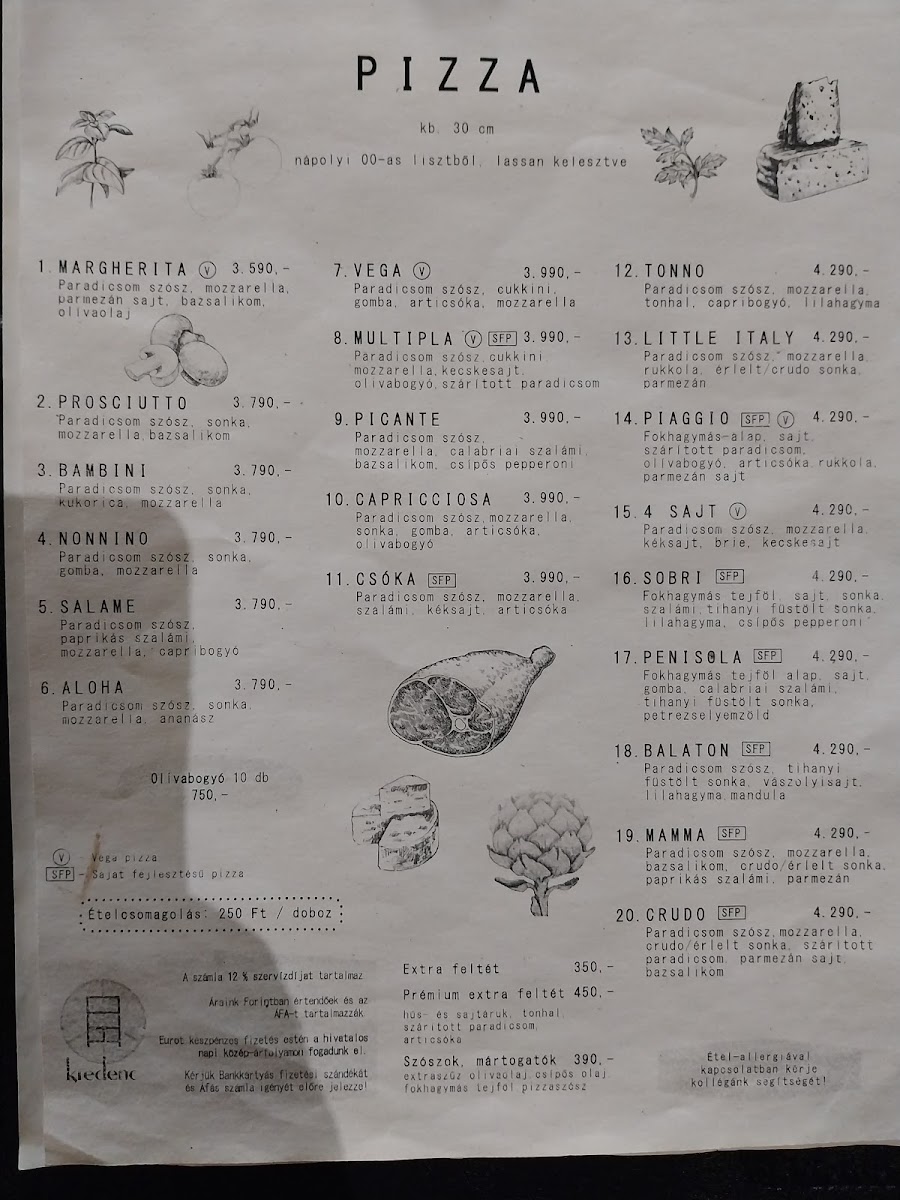 PIZZA
kb. 30 cm
nápolyi 00-as lisztből, lassan kelesztve
1. MARGHERITA V 3.590,-
Paradicsom szósz, mozzarella,
parmezán sajt, bazsalikom,
olivaolaj
2. PROSCIUTTO 3.790,-
Paradicsom szósz, sonka,
mozzarella,bazsalikom
3. BAMBINI 3.790,-
Paradicsom szósz, sonka,
kukorica, mozzarella
4. NONNINO 3.790,-
Paradicsom szósz, sonka,
gomba, mozzarella
5. SALAME 3.790,-
Paradicsom szósz,
paprikás szalámi,
mozzarella, capribogyó
6. ALOHA 3.790,-
Paradicsom szósz, sonka,
mozzarella, ananász
Olivabogyó 10 db
750,-
V - Vega pizza
SFP - Saját fejlesztésű pizza
Ételcsomagolás: 250 Ft / doboz
7. VEGA V 3.990,-
Paradicsom szósz, cukkini,
gomba, articsóka, mozzarella
8. MULTIPLA V SFP 3.990,-
Paradicsom szósz,cukkini,
mozzarella,kecskesajt,
olivabogyó,szárított paradicsom
9. PICANTE 3.990,-
Paradicsom szósz,
mozzarella, calabriai szalámi,
bazsalikom, csípős pepperoni
10. CAPRICCIOSA 3.990,-
Paradicsom szósz,mozzarella,
sonka, gomba, articsóka,
olivabogyó
11. CSÓKA SFP 3.990,-
Paradicsom szósz, mozzarella,
szalámi, kéksajt, articsóka
12. TONNO 4.290,-
Paradicsom szósz, mozzarella,
tonhal, capribogyó, lilahagyma
13. LITTLE ITALY 4.290,-
Paradicsom szósz, mozzarella,
rukkola, érlelt/crudo sonka,
parmezán
14. PIAGGIO SFP V 4.290,-
Fokhagymás-alap, sajt,
szárított paradicsom,
olivabogyó, articsóka,rukkola,
parmezán sajt
15. 4 SAJT V 4.290,-
Paradicsom szósz, mozzarella,
kéksajt, brie, kecskesajt
16. SOBRI SFP 4.290,-
Fokhagymás tejföl, sajt, sonka,
szalámi,tihanyi füstölt sonka,
lilahagyma, csípős pepperoni
17. PENISOLA SFP 4.290,-
Fokhagymás tejföl alap, sajt,
gomba, calabriai szalámi,
tihanyi füstölt sonka,
petrezselyemzöld
18. BALATON SFP 4.290,-
Paradicsom szósz, tihanyi
füstölt sonka, vászolyisajt,
lilahagyma,mandula
19. MAMMA SFP 4.290,-
Paradicsom szósz, mozzarella,
bazsalikom, crudo/érlelt sonka,
paprikás szalámi, parmezán
20. CRUDO SFP 4.290,-
Paradicsom szósz,mozzarella,
crudo/érlelt sonka, szárított
paradicsom, parmezán sajt,
bazsalikom
kredenc
A számla 12 % szervízdíjat tartalmaz
Áraink Forintban értendőek és az
ÁFA-t tartalmazzák.
Eurot készpénzes fizetés estén a hivatalos
napi közép-árfolyamon fogadunk el.
Kérjük Bankkártyás fizetési szándékát
és Áfás számla igényét előre jelezze!
Extra feltét 350,-
Prémium extra feltét 450,-
hús- és sajtáruk, tonhal,
szárított paradicsom,
articsóka
Szószok, mártogatók 390,-
extraszűz olivaolaj csípős olaj,
fokhagymás tejföl pizzaszósz
Étel-allergiával
kapcsolatban kérje
kollégánk segítségét!